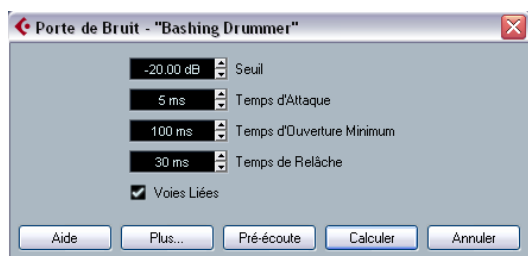 Porte de Bruit - "Bashing Drummer"
-20.00 dB Seuil
5 ms Temps d'Attaque
100 ms Temps d'Ouverture Minimum
30 ms Temps de Relâche
Voies Liées
Aide Plus... Pré-écoute Calculer Annuler